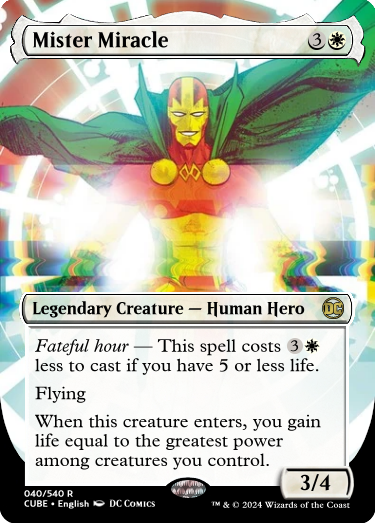 Mister Miracle 3
Legendary Creature — Human Hero DC
Fateful hour — This spell costs 3
less to cast if you have 5 or less life.
Flying
When this creature enters, you gain
life equal to the greatest power
among creatures you control.
3/4
040/540 R
CUBE • English DC COMICS
™ & © 2024 Wizards of the Coast